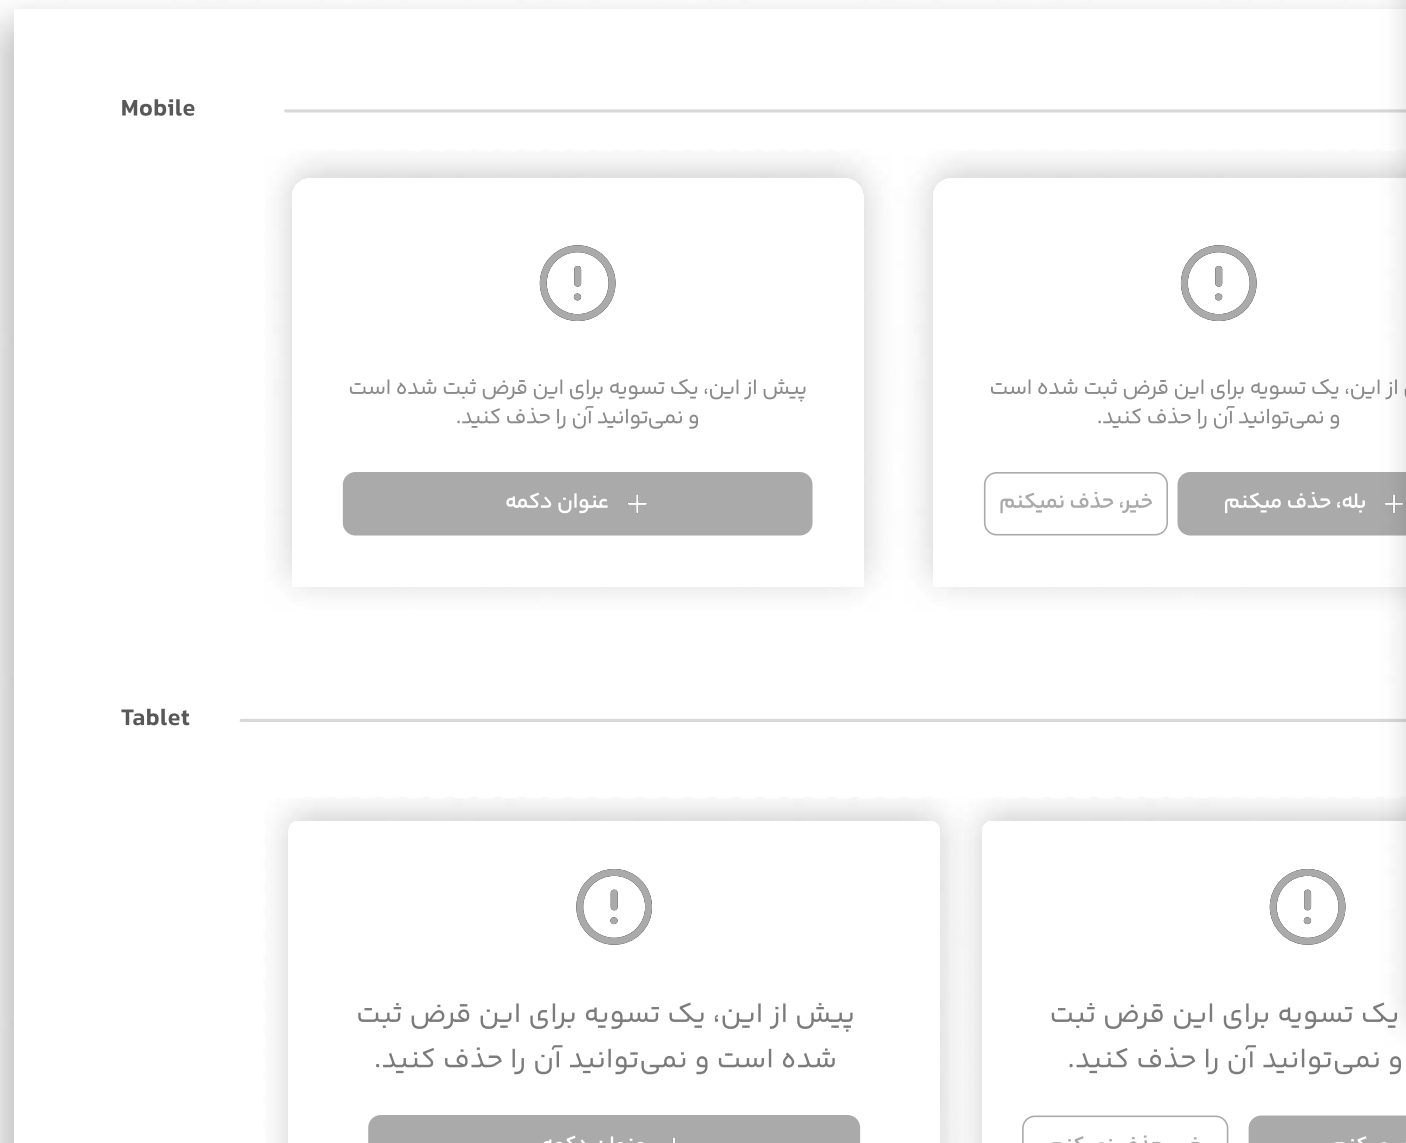 Mobile
پیش از این، یک تسویه برای این قرض ثبت شده است
و نمی‌توانید آن را حذف کنید.
عنوان دکمه
از این، یک تسویه برای این قرض ثبت شده است
و نمی‌توانید آن را حذف کنید.
بله، حذف میکنم
خیر، حذف نمیکنم
Tablet
پیش از این، یک تسویه برای این قرض ثبت
شده است و نمی‌توانید آن را حذف کنید.
یک تسویه برای این قرض ثبت
و نمی‌توانید آن را حذف کنید.